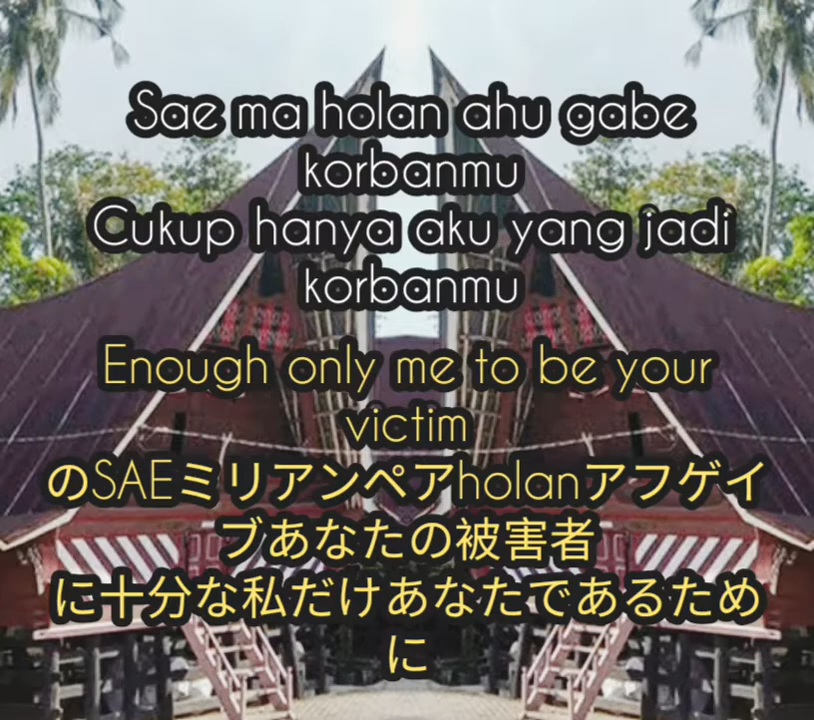 Sae ma holan ahu gabe
korbanmu
Cukup hanya aku yang jadi
korbanmu
Enough only me to be your
victim
のSAEミリアンペアholanアフゲイ
ブあなたの被害者
に十分な私だけあなたであるため
に